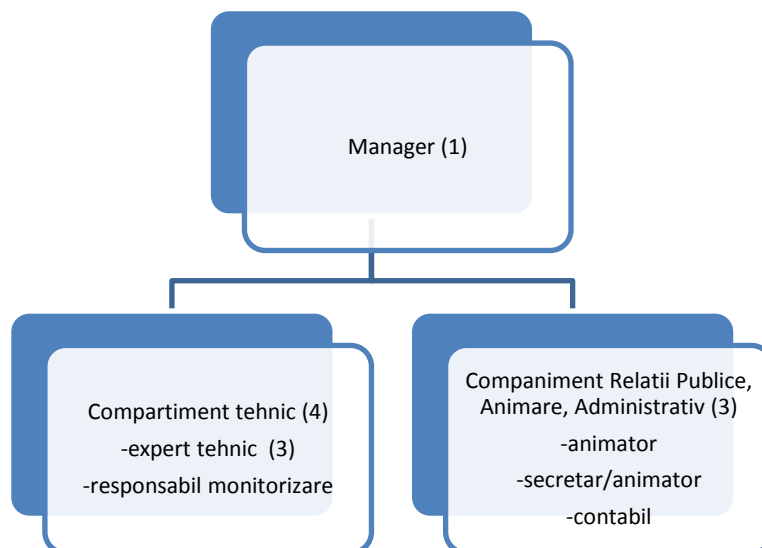 Manager (1)
Compartiment tehnic (4)
-expert tehnic (3)
-responsabil monitorizare
Companiment Relatii Publice,
Animare, Administrativ (3)
-animator
-secretar/animator
-contabil